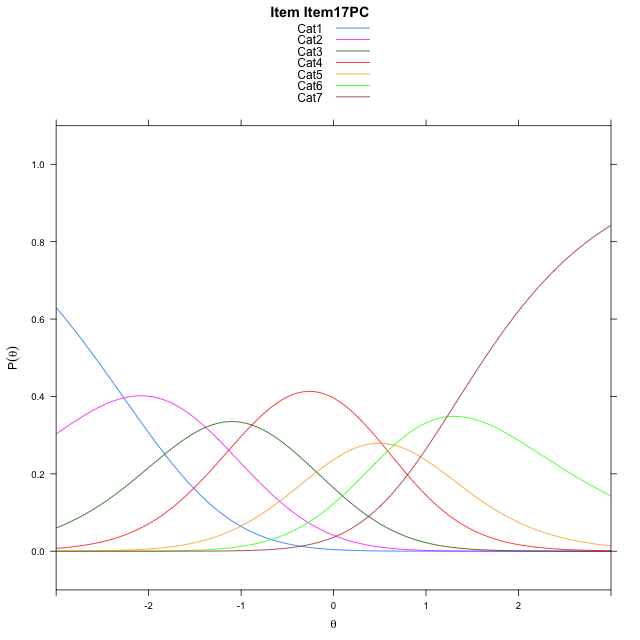 Item Item17PC
Cat1
Cat2
Cat3
Cat4
Cat5
Cat6
Cat7
1.0
0.8
0.6
0.4
0.2
0.0
P(θ)
-2 -1 0 1 2
θ